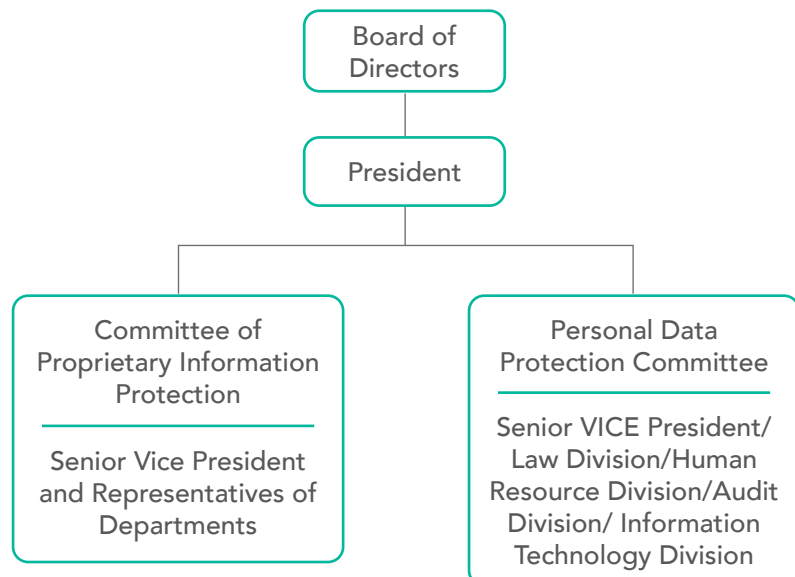 Board of
Directors
President
Committee of
Proprietary Information
Protection
Senior Vice President
and Representatives of
Departments
Personal Data
Protection Committee
Senior VICE President/
Law Division/Human
Resource Division/Audit
Division/ Information
Technology Division